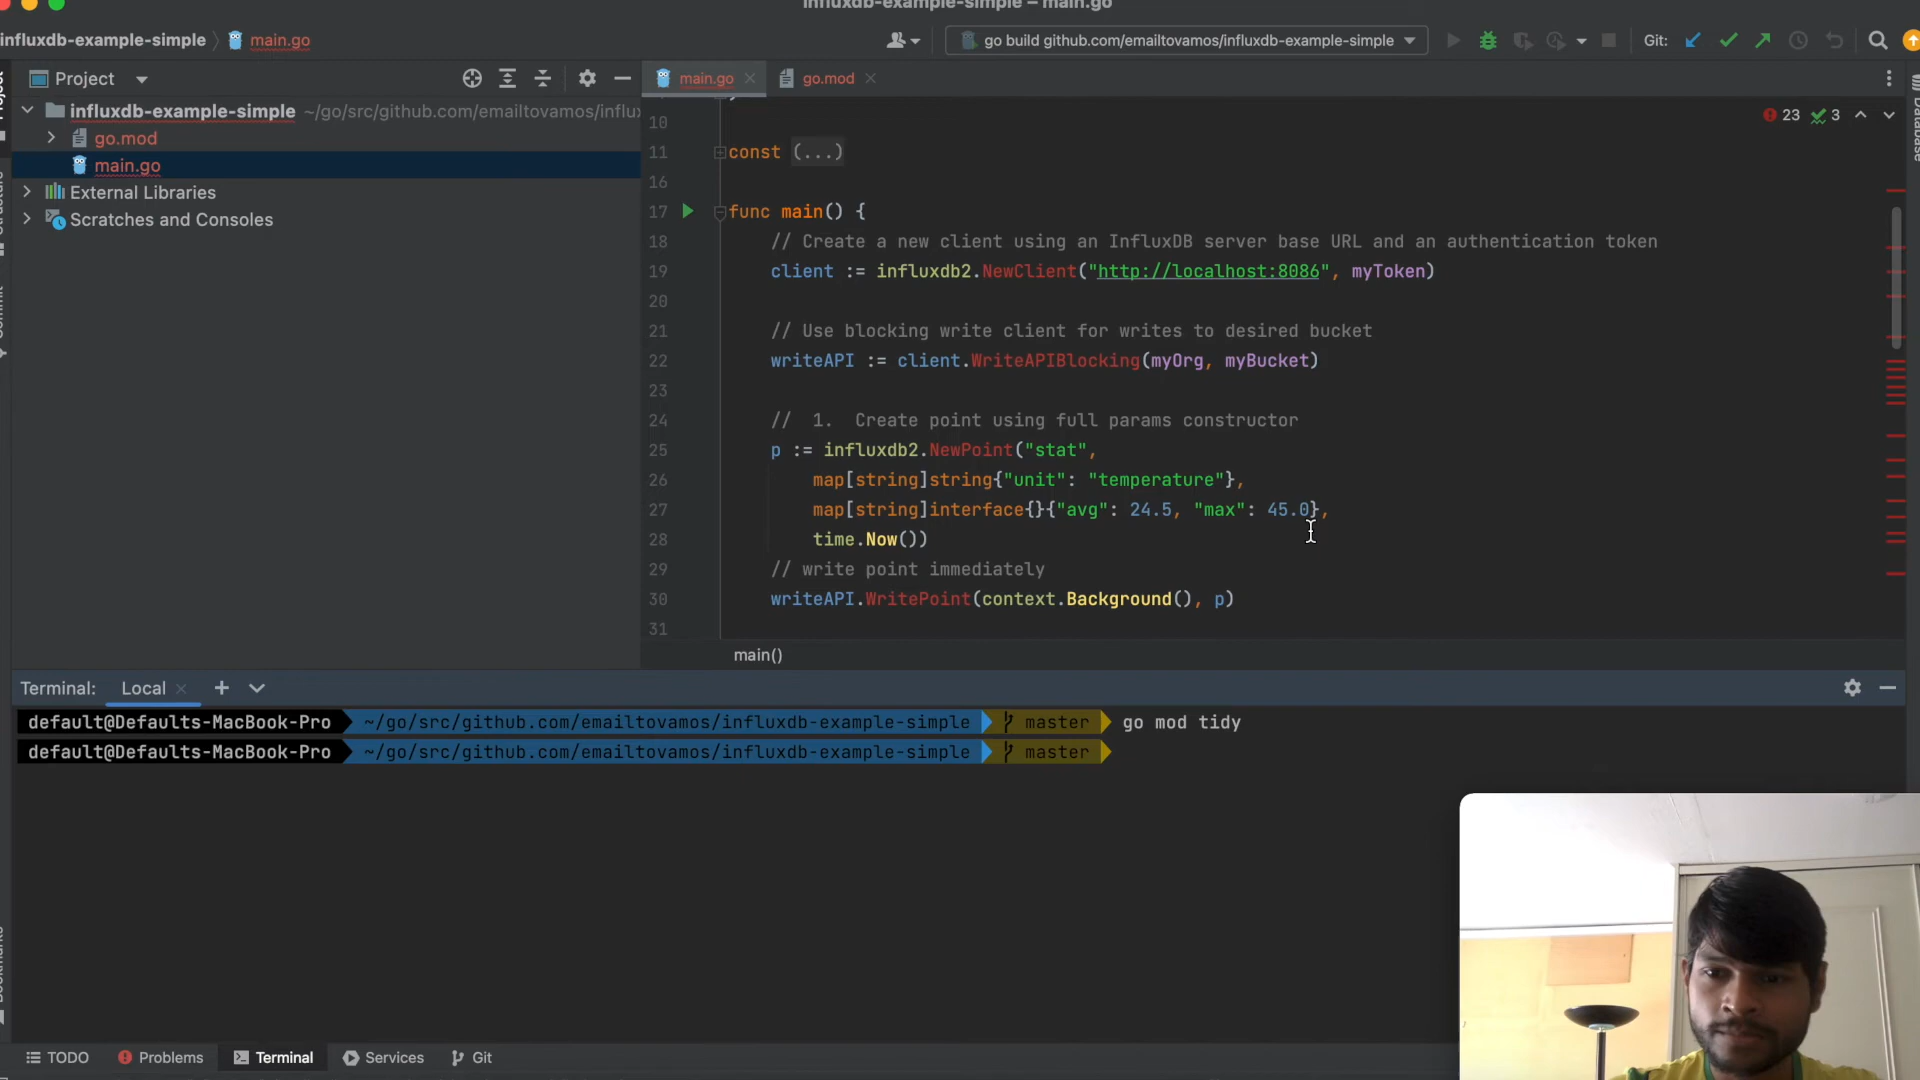 influxdb-example-simple – main.go
influxdb-example-simple
main.go
go build github.com/emailtovamos/influxdb-example-simple
Git:
Project
main.go
go.mod
influxdb-example-simple ~/go/src/github.com/emailtovamos/influx
go.mod
main.go
External Libraries
Scratches and Consoles
23
3
Database
10
11 const (...)
16
17 func main() {
18 // Create a new client using an InfluxDB server base URL and an authentication token
19 client := influxdb2.NewClient("http://localhost:8086", myToken)
20
21 // Use blocking write client for writes to desired bucket
22 writeAPI := client.WriteAPIBlocking(myOrg, myBucket)
23
24 // 1. Create point using full params constructor
25 p := influxdb2.NewPoint("stat",
26 map[string]string{"unit": "temperature"},
27 map[string]interface{}{"avg": 24.5, "max": 45.0},
28 time.Now())
29 // write point immediately
30 writeAPI.WritePoint(context.Background(), p)
31
main()
Terminal: Local
default@Defaults-MacBook-Pro ~/go/src/github.com/emailtovamos/influxdb-example-simple master go mod tidy
default@Defaults-MacBook-Pro ~/go/src/github.com/emailtovamos/influxdb-example-simple master
TODO
Problems
Terminal
Services
Git